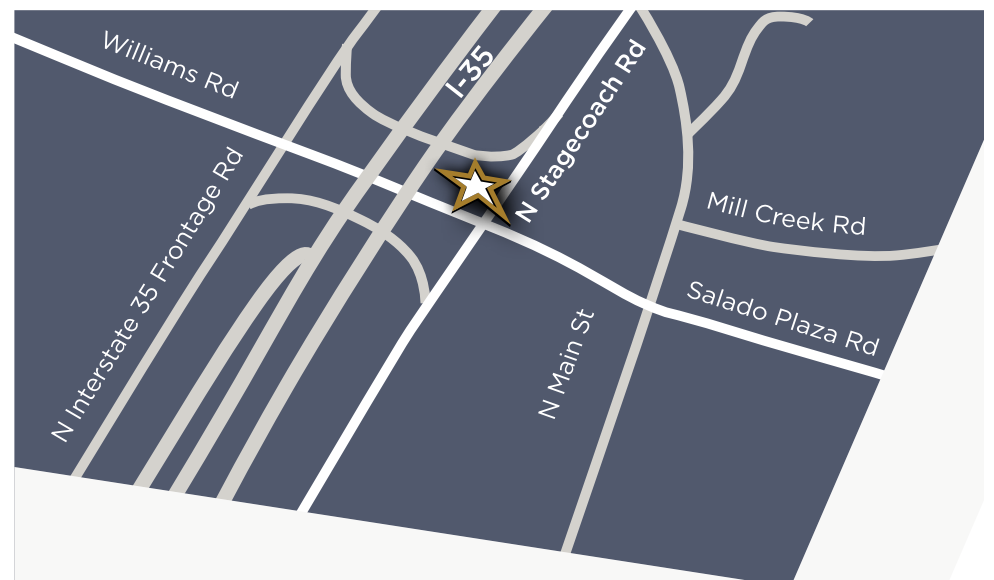 Williams Rd
I-35
N Stagecoach Rd
N Interstate 35 Frontage Rd
Mill Creek Rd
Salado Plaza Rd
N Main St